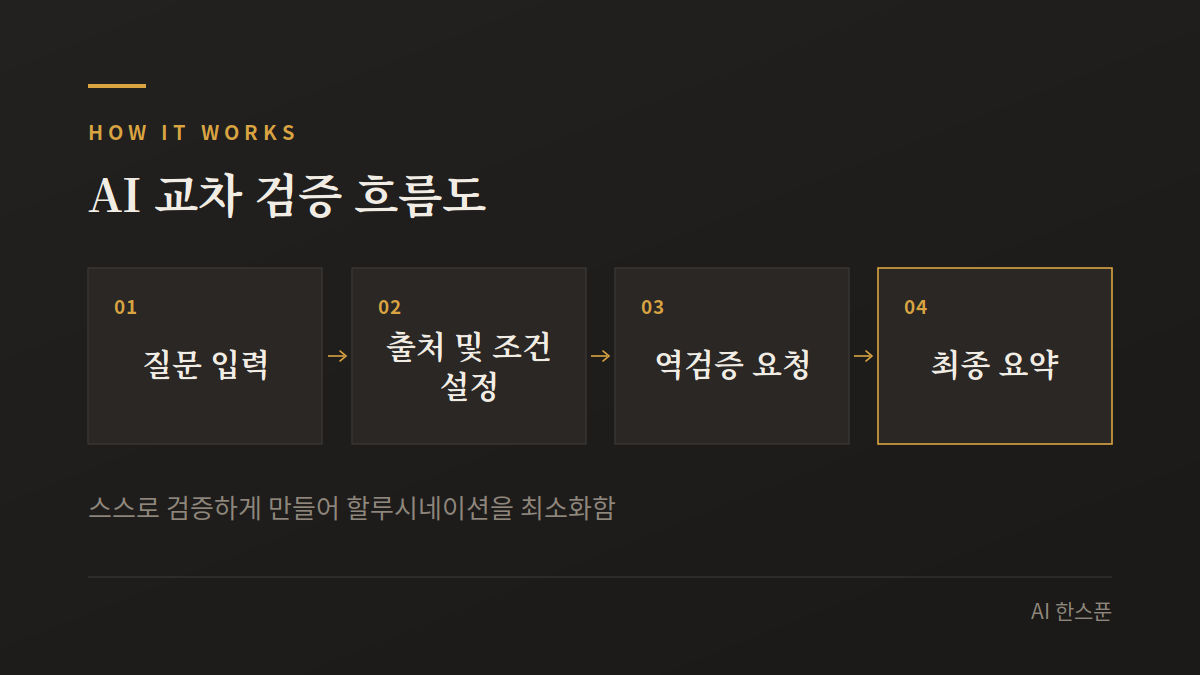 HOW IT WORKS
AI 교차 검증 흐름도
01
질문 입력
→
02
출처 및 조건
설정
→
03
역검증 요청
→
04
최종 요약
스스로 검증하게 만들어 할루시네이션을 최소화함
AI 한스푼